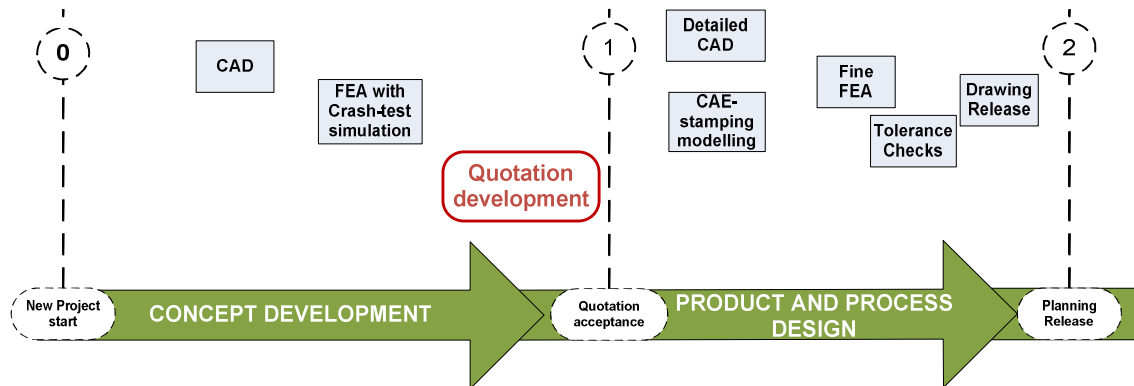 0
1
2
CAD
FEA with
Crash-test
simulation
Detailed
CAD
CAE-
stamping
modelling
Fine
FEA
Tolerance
Checks
Drawing
Release
Quotation
development
New Project
start
CONCEPT DEVELOPMENT
Quotation
acceptance
PRODUCT AND PROCESS
DESIGN
Planning
Release